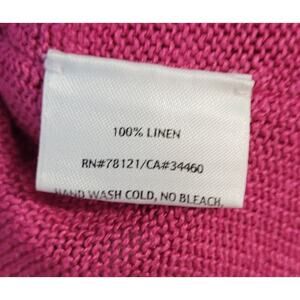 100% LINEN
RN#78121/CA#34460
HAND WASH COLD, NO BLEACH,